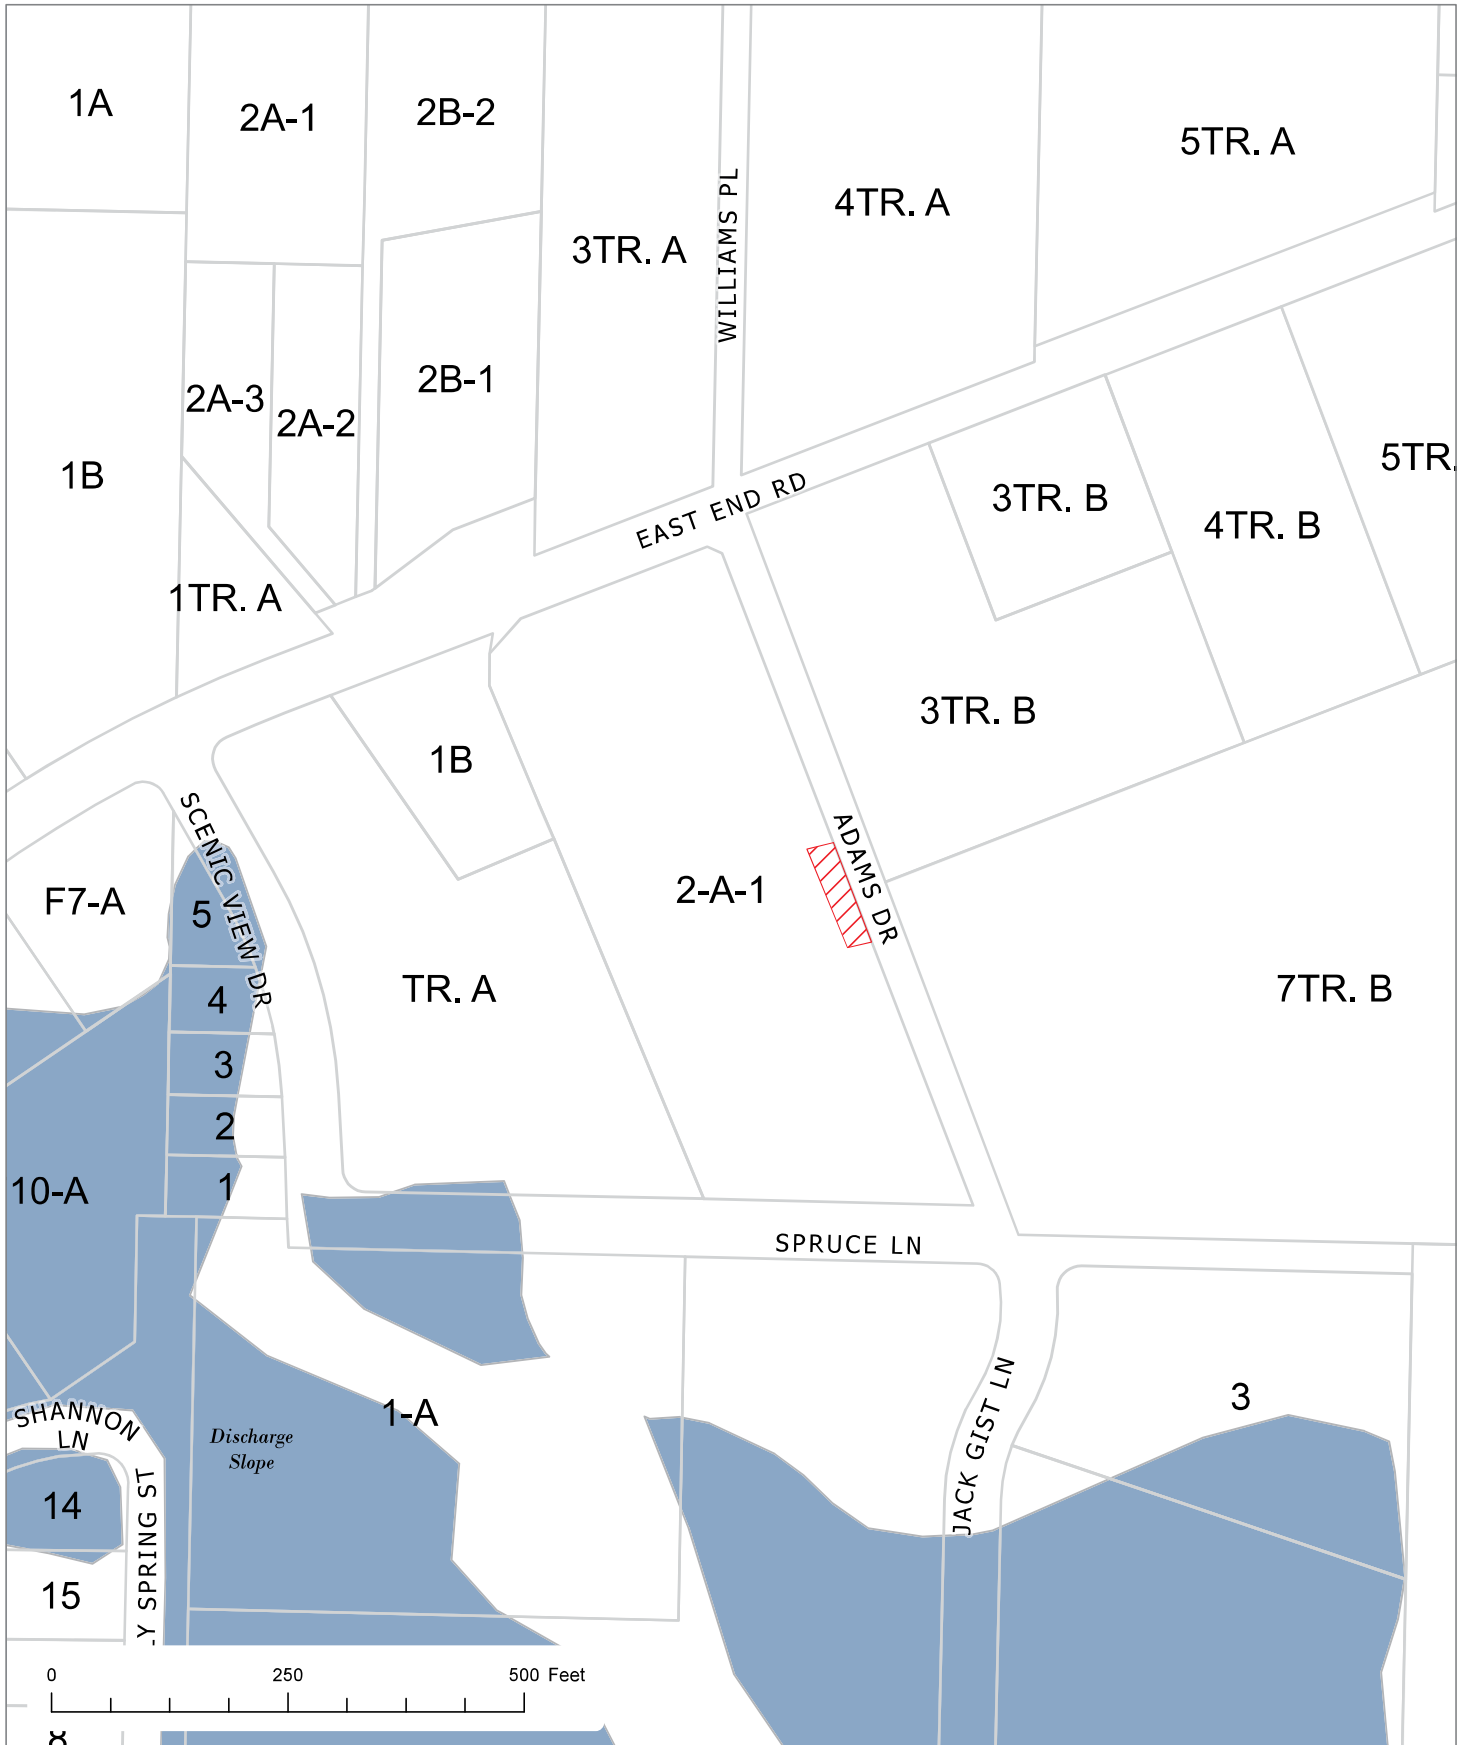 1A
2A-1
2B-2
5TR. A
4TR. A
3TR. A
WILLIAMS PL
2A-3
2A-2
2B-1
1B
5TR.
3TR. B
4TR. B
EAST END RD
1TR. A
3TR. B
1B
SCENIC VIEW DR
ADAMS DR
F7-A
5
2-A-1
TR. A
4
7TR. B
3
2
1
10-A
SPRUCE LN
1-A
3
JACK GIST LN
SHANNON
LN
Discharge
Slope
14
Y SPRING ST
15
0 250 500 Feet